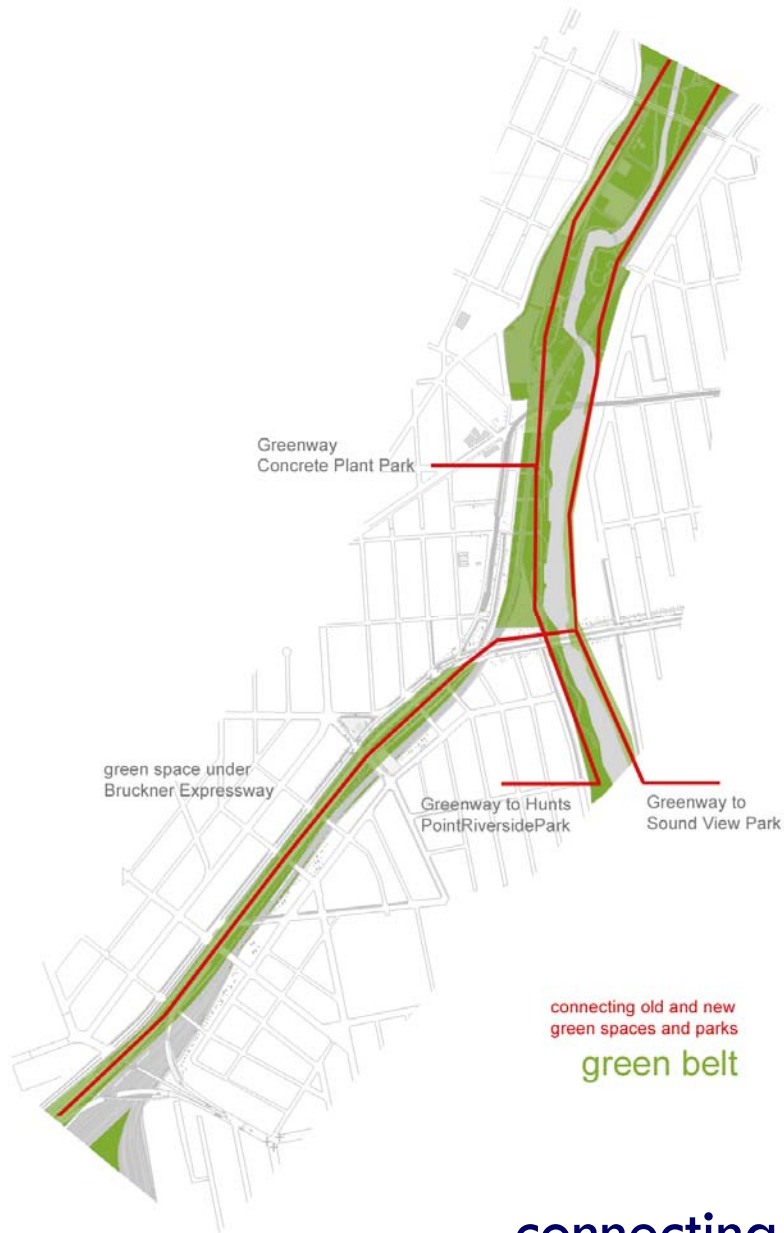 Greenway
Concrete Plant Park
green space under
Bruckner Expressway
Greenway to Hunts
PointRiversidePark
Greenway to
Sound View Park
connecting old and new
green spaces and parks
green belt
connecting